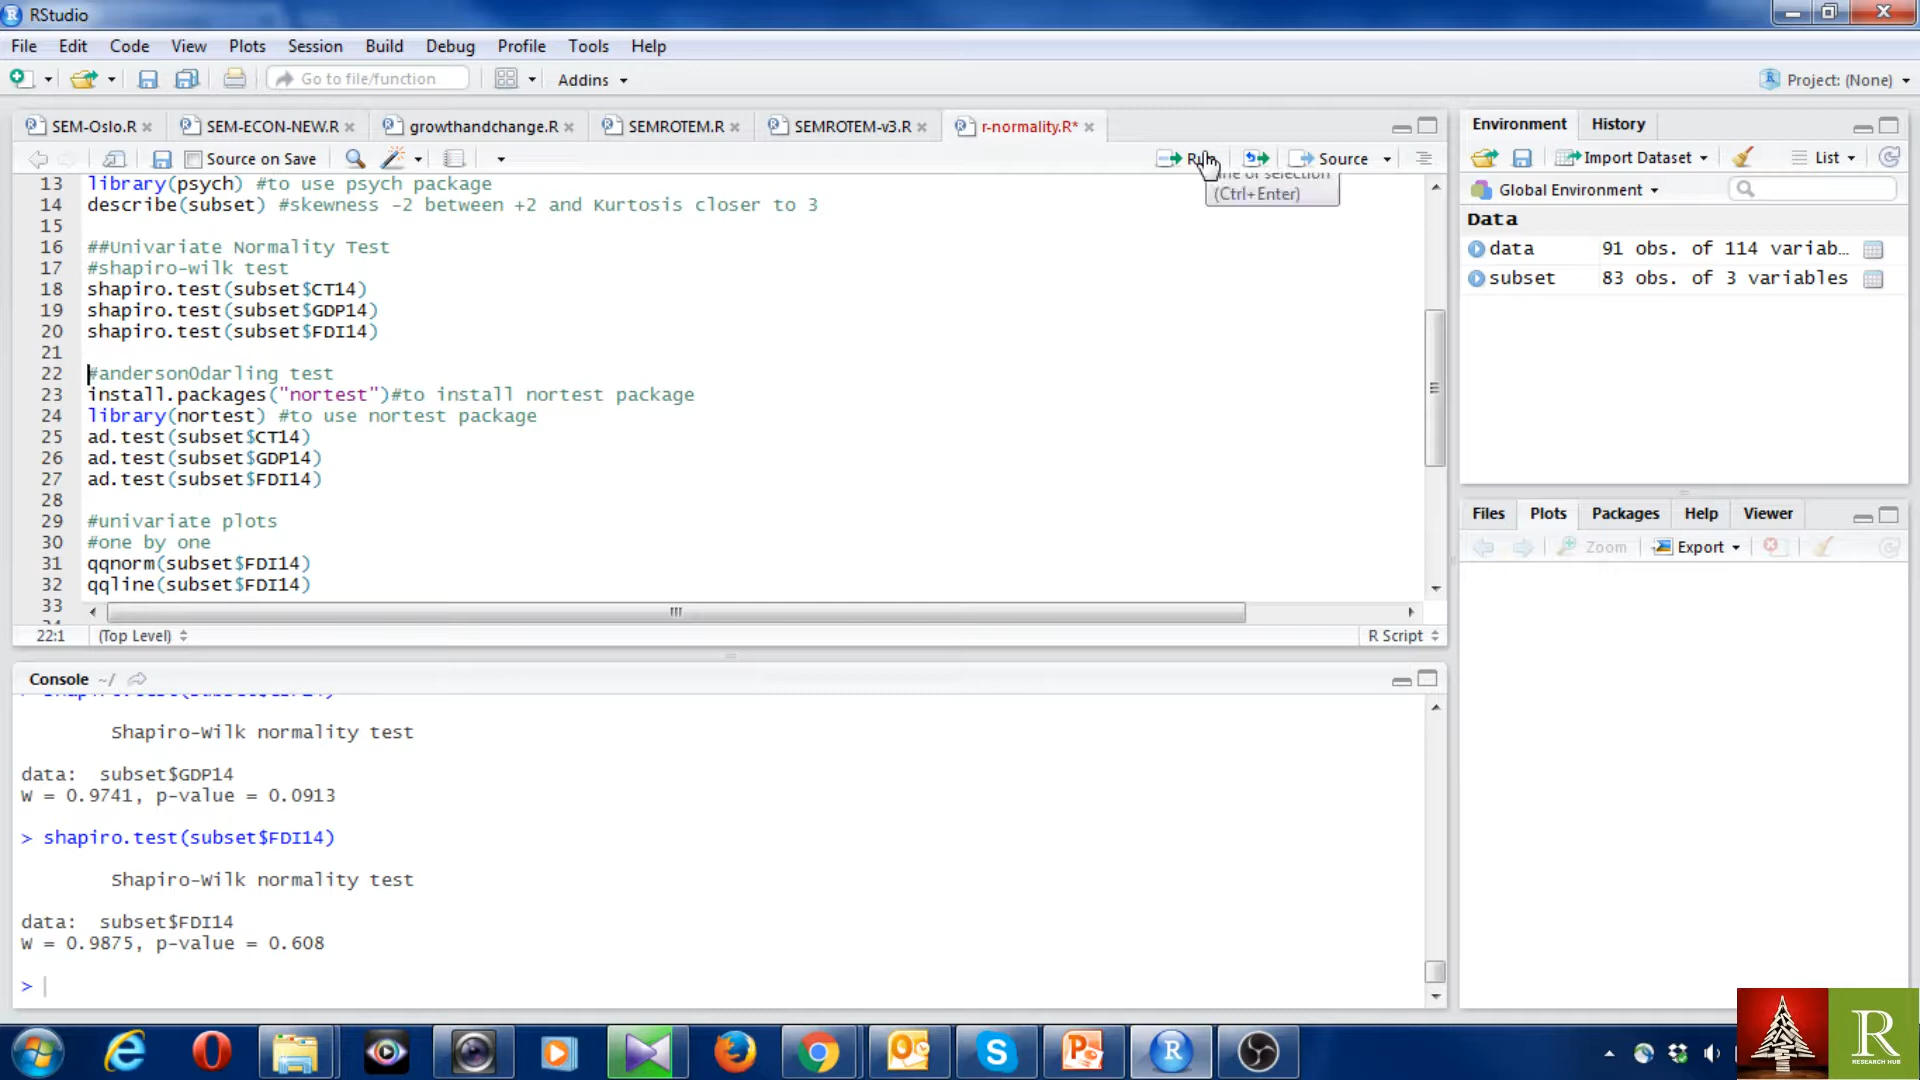 RStudio
File Edit Code View Plots Session Build Debug Profile Tools Help
Go to file/function Addins Project: (None)
SEM-Oslo.R SEM-ECON-NEW.R growthandchange.R SEMROTEM.R SEMROTEM-v3.R r-normality.R*
Source on Save Run Source
line or selection
(Ctrl+Enter)
13 library(psych) #to use psych package
14 describe(subset) #skewness -2 between +2 and Kurtosis closer to 3
15
16 ##Univariate Normality Test
17 #shapiro-wilk test
18 shapiro.test(subset$CT14)
19 shapiro.test(subset$GDP14)
20 shapiro.test(subset$FDI14)
21
22 #anderson0darling test
23 install.packages("nortest")#to install nortest package
24 library(nortest) #to use nortest package
25 ad.test(subset$CT14)
26 ad.test(subset$GDP14)
27 ad.test(subset$FDI14)
28
29 #univariate plots
30 #one by one
31 qqnorm(subset$FDI14)
32 qqline(subset$FDI14)
33
22:1 (Top Level) R Script
Console ~/
Shapiro-Wilk normality test
data: subset$GDP14
W = 0.9741, p-value = 0.0913
> shapiro.test(subset$FDI14)
Shapiro-Wilk normality test
data: subset$FDI14
W = 0.9875, p-value = 0.608
>
Environment History
Import Dataset List
Global Environment
Data
data 91 obs. of 114 variab…
subset 83 obs. of 3 variables
Files Plots Packages Help Viewer
Zoom Export
R
RESEARCH HUB